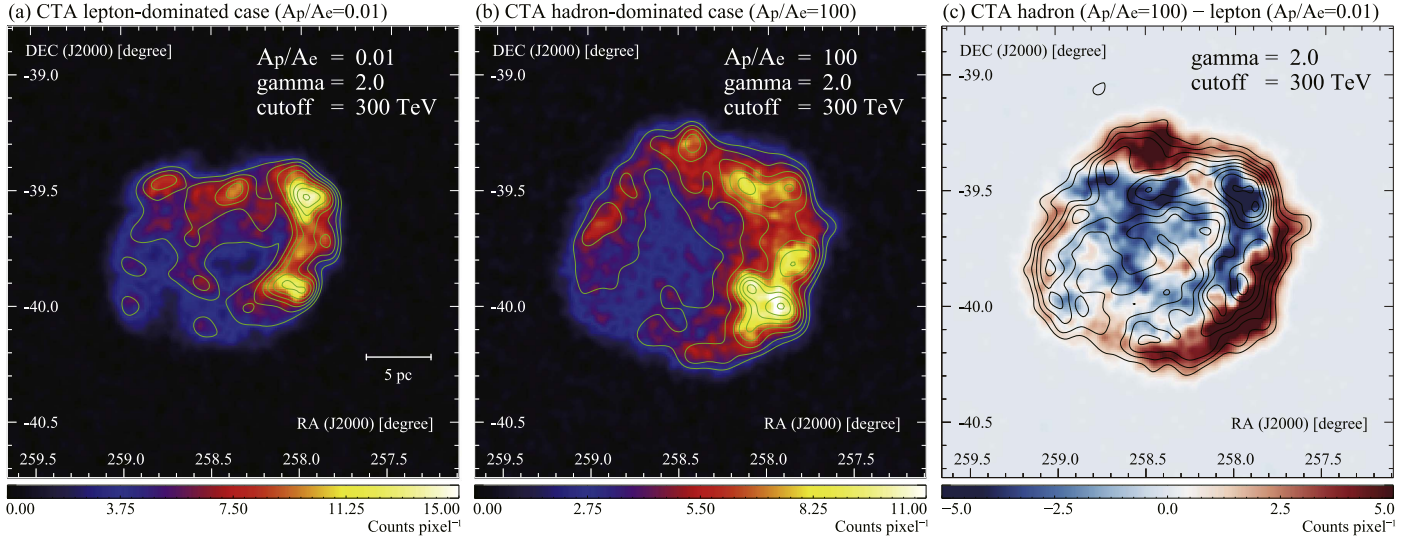 (a) CTA lepton-dominated case (Ap/Ae=0.01)
DEC (J2000) [degree]
Ap/Ae = 0.01
gamma = 2.0
cutoff = 300 TeV
-39.0
-39.5
-40.0
-40.5
5 pc
RA (J2000) [degree]
259.5 259.0 258.5 258.0 257.5
0.00 3.75 7.50 11.25 15.00
Counts pixel⁻¹
(b) CTA hadron-dominated case (Ap/Ae=100)
DEC (J2000) [degree]
Ap/Ae = 100
gamma = 2.0
cutoff = 300 TeV
-39.0
-39.5
-40.0
-40.5
RA (J2000) [degree]
259.5 259.0 258.5 258.0 257.5
0.00 2.75 5.50 8.25 11.00
Counts pixel⁻¹
(c) CTA hadron (Ap/Ae=100) − lepton (Ap/Ae=0.01)
DEC (J2000) [degree]
gamma = 2.0
cutoff = 300 TeV
-39.0
-39.5
-40.0
-40.5
RA (J2000) [degree]
259.5 259.0 258.5 258.0 257.5
−5.0 −2.5 0.0 2.5 5.0
Counts pixel⁻¹